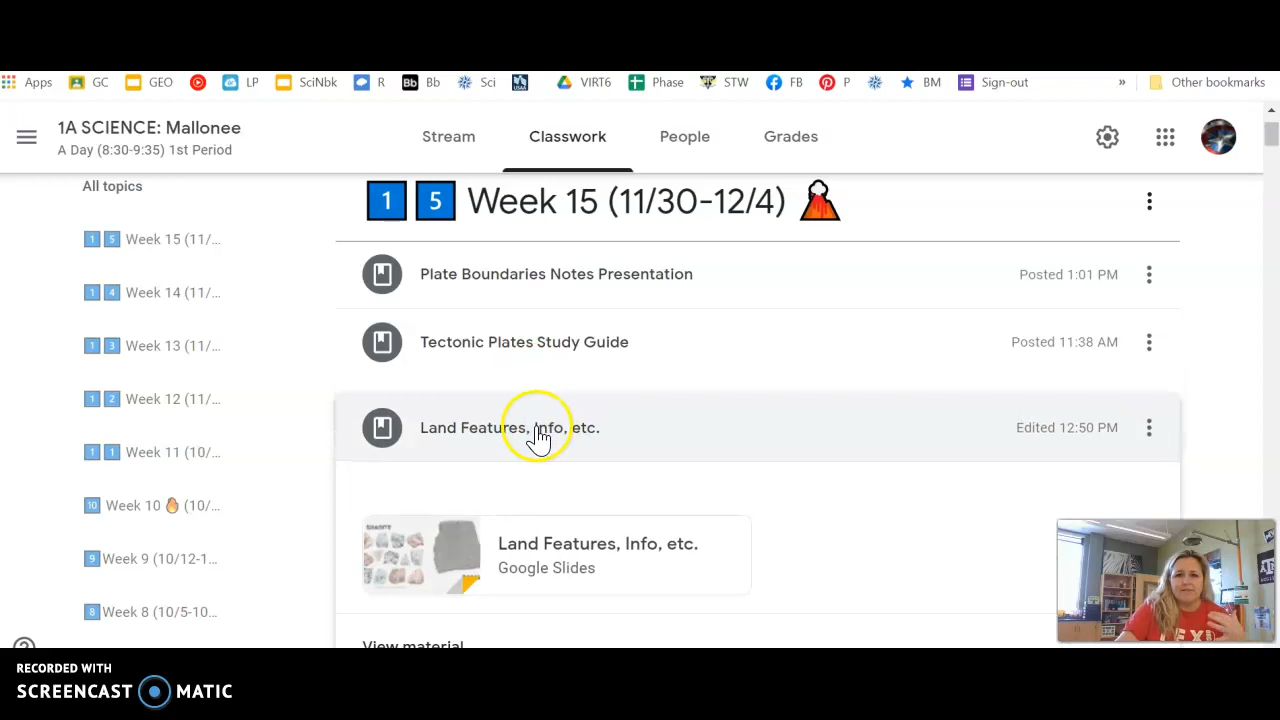 Apps GC GEO LP SciNbk R Bb Bb Sci VIRT6 Phase STW FB P BM Sign-out » Other bookmarks
1A SCIENCE: Mallonee
A Day (8:30-9:35) 1st Period
Stream Classwork People Grades
All topics
1 5 Week 15 (11/...
1 4 Week 14 (11/...
1 3 Week 13 (11/...
1 2 Week 12 (11/...
1 1 Week 11 (10/...
10 Week 10 🔥 (10/...
9 Week 9 (10/12-1...
8 Week 8 (10/5-10...
1 5 Week 15 (11/30-12/4) 🌋
Plate Boundaries Notes Presentation Posted 1:01 PM
Tectonic Plates Study Guide Posted 11:38 AM
Land Features, Info, etc. Edited 12:50 PM
Land Features, Info, etc.
Google Slides
View material
RECORDED WITH
SCREENCAST MATIC